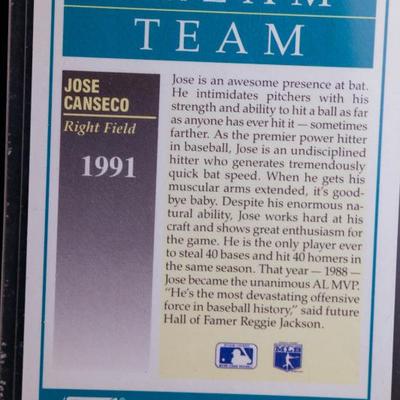 TEAM
JOSE
CANSECO
Right Field
1991
Jose is an awesome presence at bat.
He intimidates pitchers with his
strength and ability to hit a ball as far
as anyone has ever hit it — sometimes
farther. As the premier power hitter
in baseball, Jose is an undisciplined
hitter who generates tremendously
quick bat speed. When he gets his
muscular arms extended, it's good-
bye baby. Despite his enormous na-
tural ability, Jose works hard at his
craft and shows great enthusiasm for
the game. He is the only player ever
to steal 40 bases and hit 40 homers in
the same season. That year — 1988 —
Jose became the unanimous AL MVP.
"He's the most devastating offensive
force in baseball history," said future
Hall of Famer Reggie Jackson.